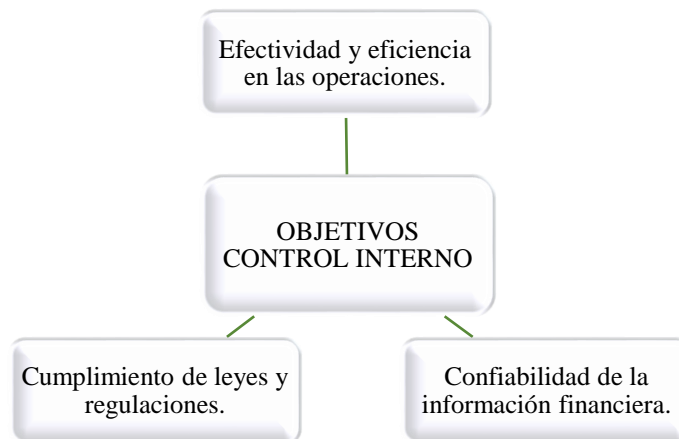 Efectividad y eficiencia
en las operaciones.
OBJETIVOS
CONTROL INTERNO
Cumplimiento de leyes y
regulaciones.
Confiabilidad de la
información financiera.